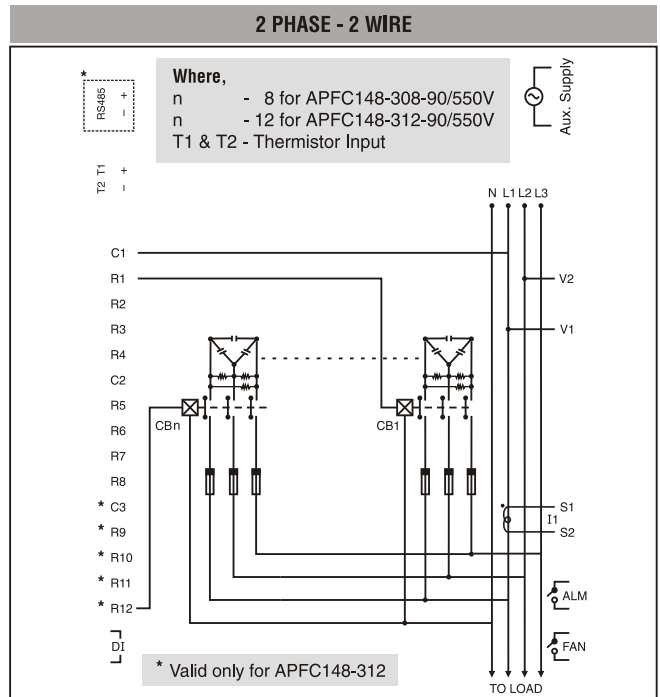 2 PHASE - 2 WIRE
*
RS485 + −
Where,
n - 8 for APFC148-308-90/550V
n - 12 for APFC148-312-90/550V
T1 & T2 - Thermistor Input
Aux. Supply
T2 T1 + −
N L1 L2 L3
C1
R1
V2
R2
R3
V1
R4
C2
R5
CBn
CB1
R6
R7
R8
* C3
S1
I1
* R9
S2
* R10
* R11
ALM
* R12
DI
FAN
* Valid only for APFC148-312
TO LOAD